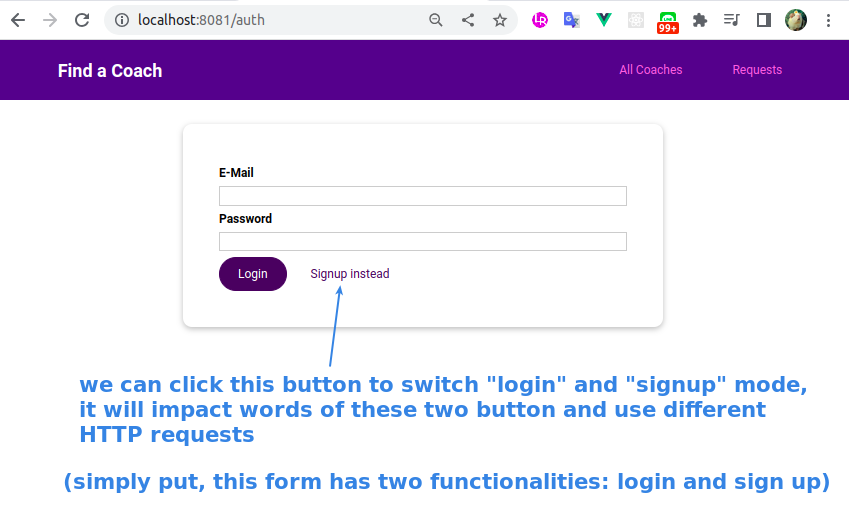 localhost:8081/auth
LR
G
LINE
99+
Find a Coach
All Coaches
Requests
E-Mail
Password
Login
Signup instead
we can click this button to switch "login" and "signup" mode,
it will impact words of these two button and use different
HTTP requests
(simply put, this form has two functionalities: login and sign up)